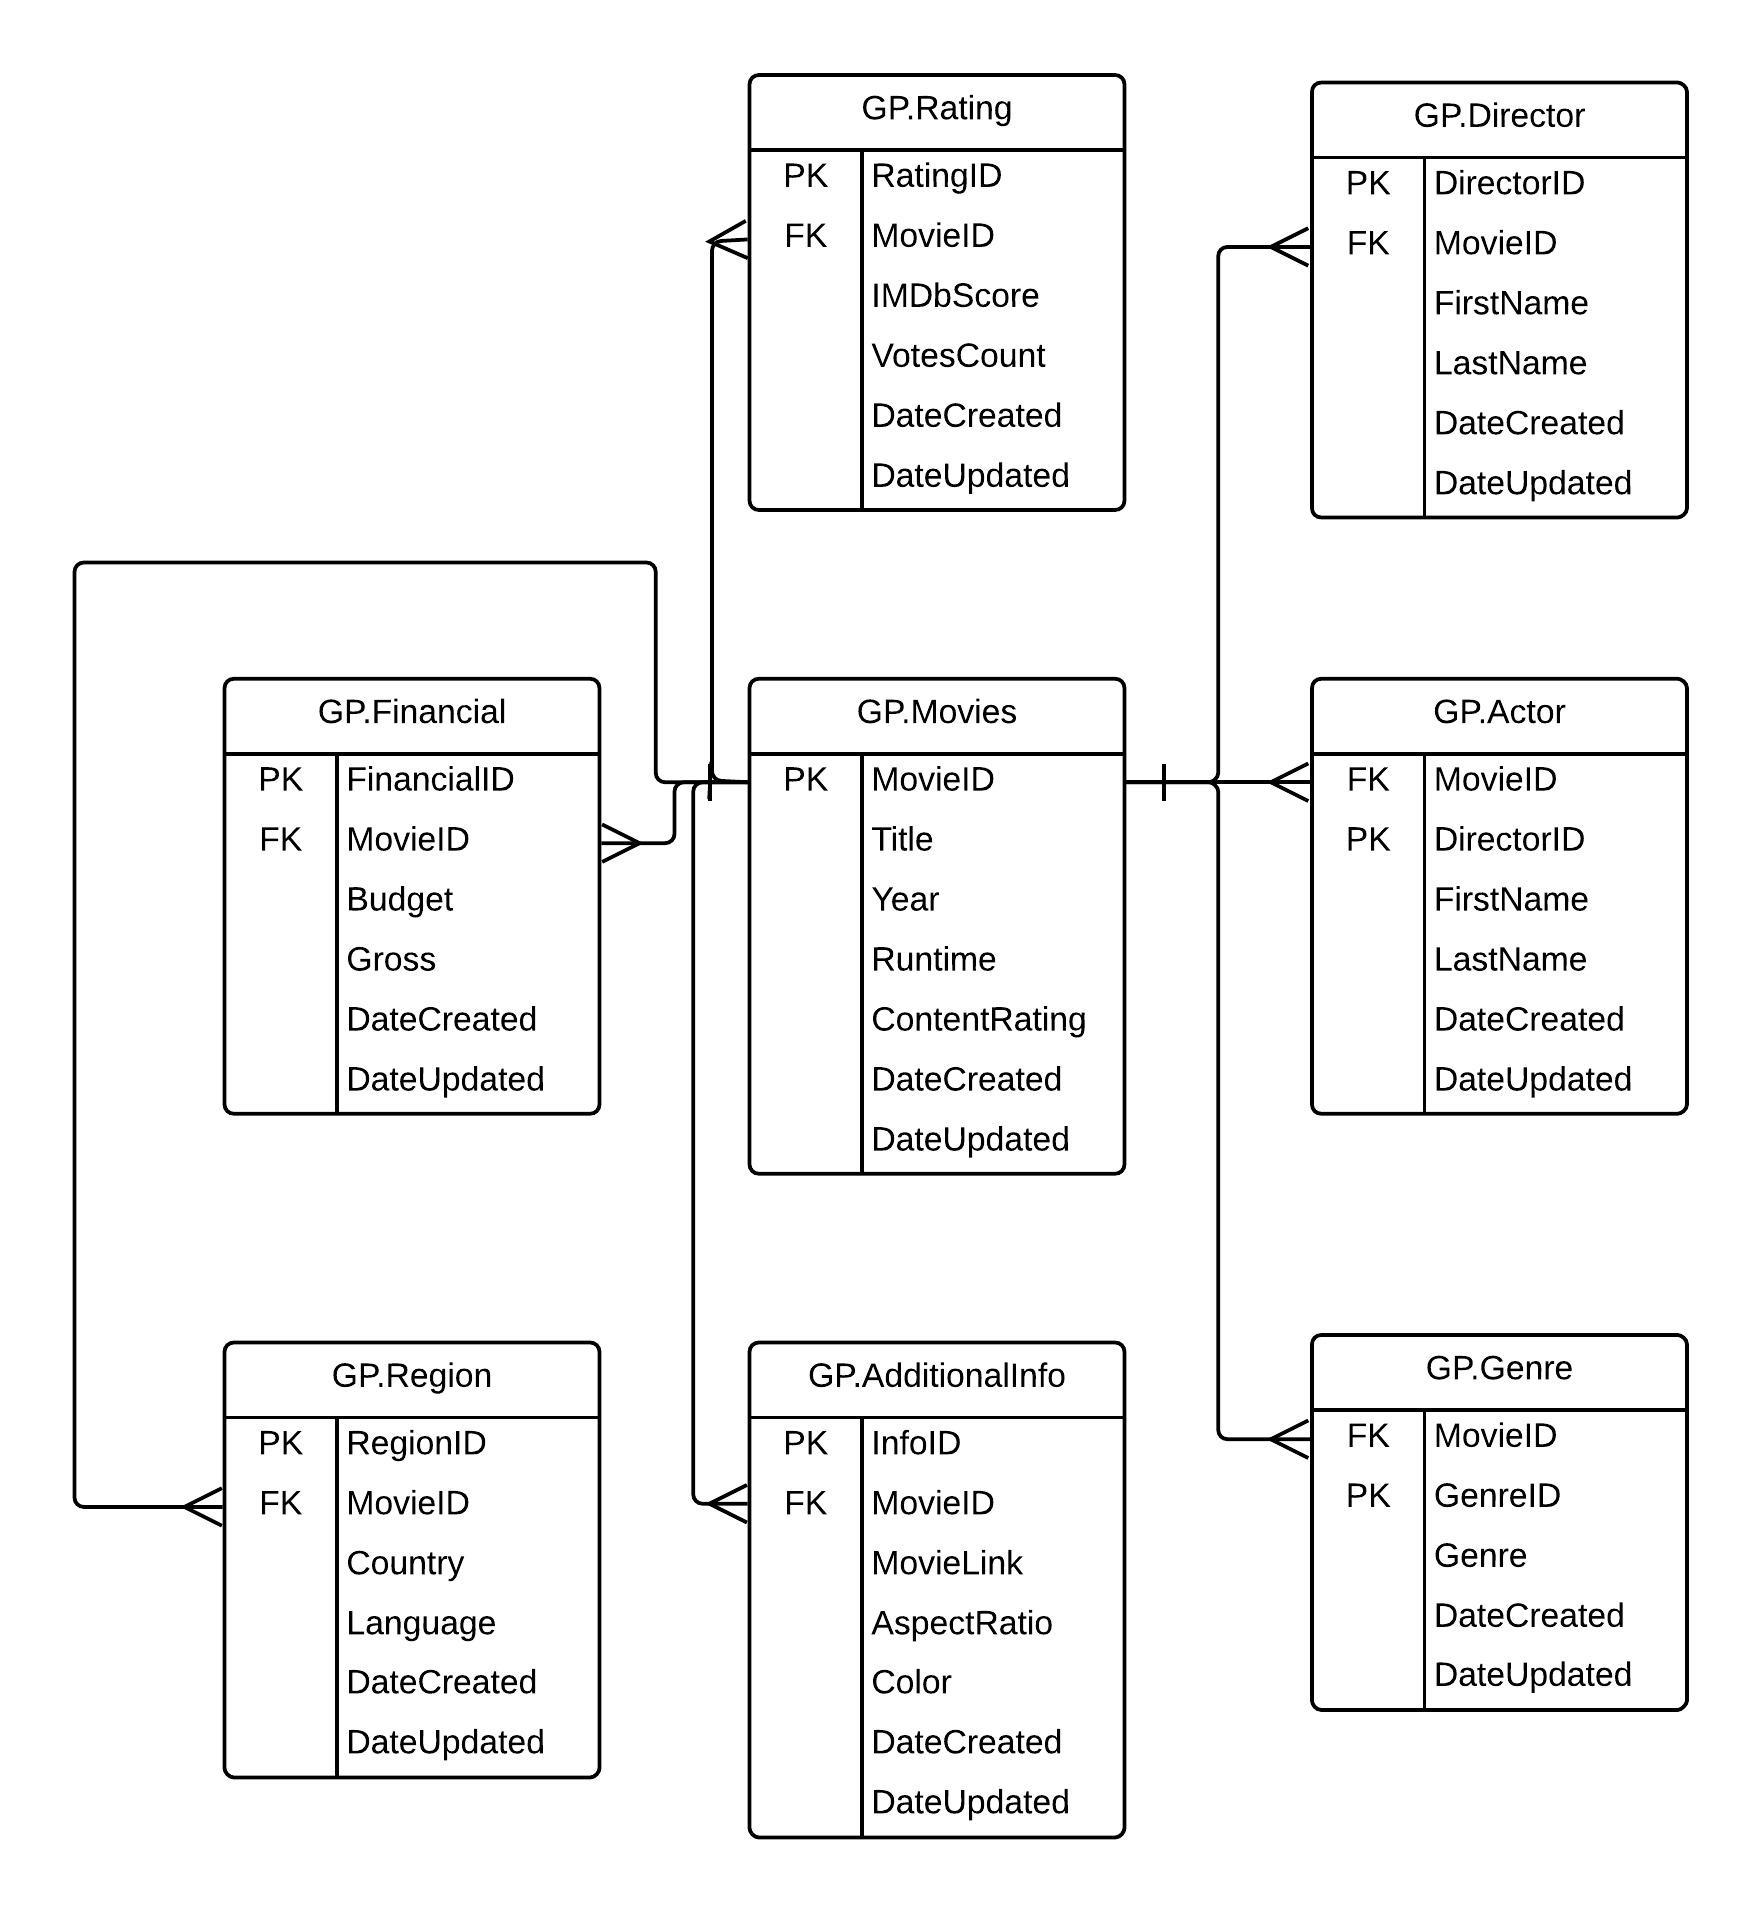 GP.Rating
PK RatingID
FK MovieID
IMDbScore
VotesCount
DateCreated
DateUpdated
GP.Director
PK DirectorID
FK MovieID
FirstName
LastName
DateCreated
DateUpdated
GP.Financial
PK FinancialID
FK MovieID
Budget
Gross
DateCreated
DateUpdated
GP.Movies
PK MovieID
Title
Year
Runtime
ContentRating
DateCreated
DateUpdated
GP.Actor
FK MovieID
PK DirectorID
FirstName
LastName
DateCreated
DateUpdated
GP.Region
PK RegionID
FK MovieID
Country
Language
DateCreated
DateUpdated
GP.AdditionalInfo
PK InfoID
FK MovieID
MovieLink
AspectRatio
Color
DateCreated
DateUpdated
GP.Genre
FK MovieID
PK GenreID
Genre
DateCreated
DateUpdated